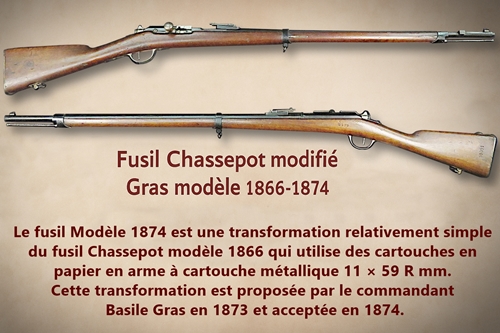 Fusil Chassepot modifié
Gras modèle 1866-1874
Le fusil Modèle 1874 est une transformation relativement simple
du fusil Chassepot modèle 1866 qui utilise des cartouches en
papier en arme à cartouche métallique 11 × 59 R mm.
Cette transformation est proposée par le commandant
Basile Gras en 1873 et acceptée en 1874.